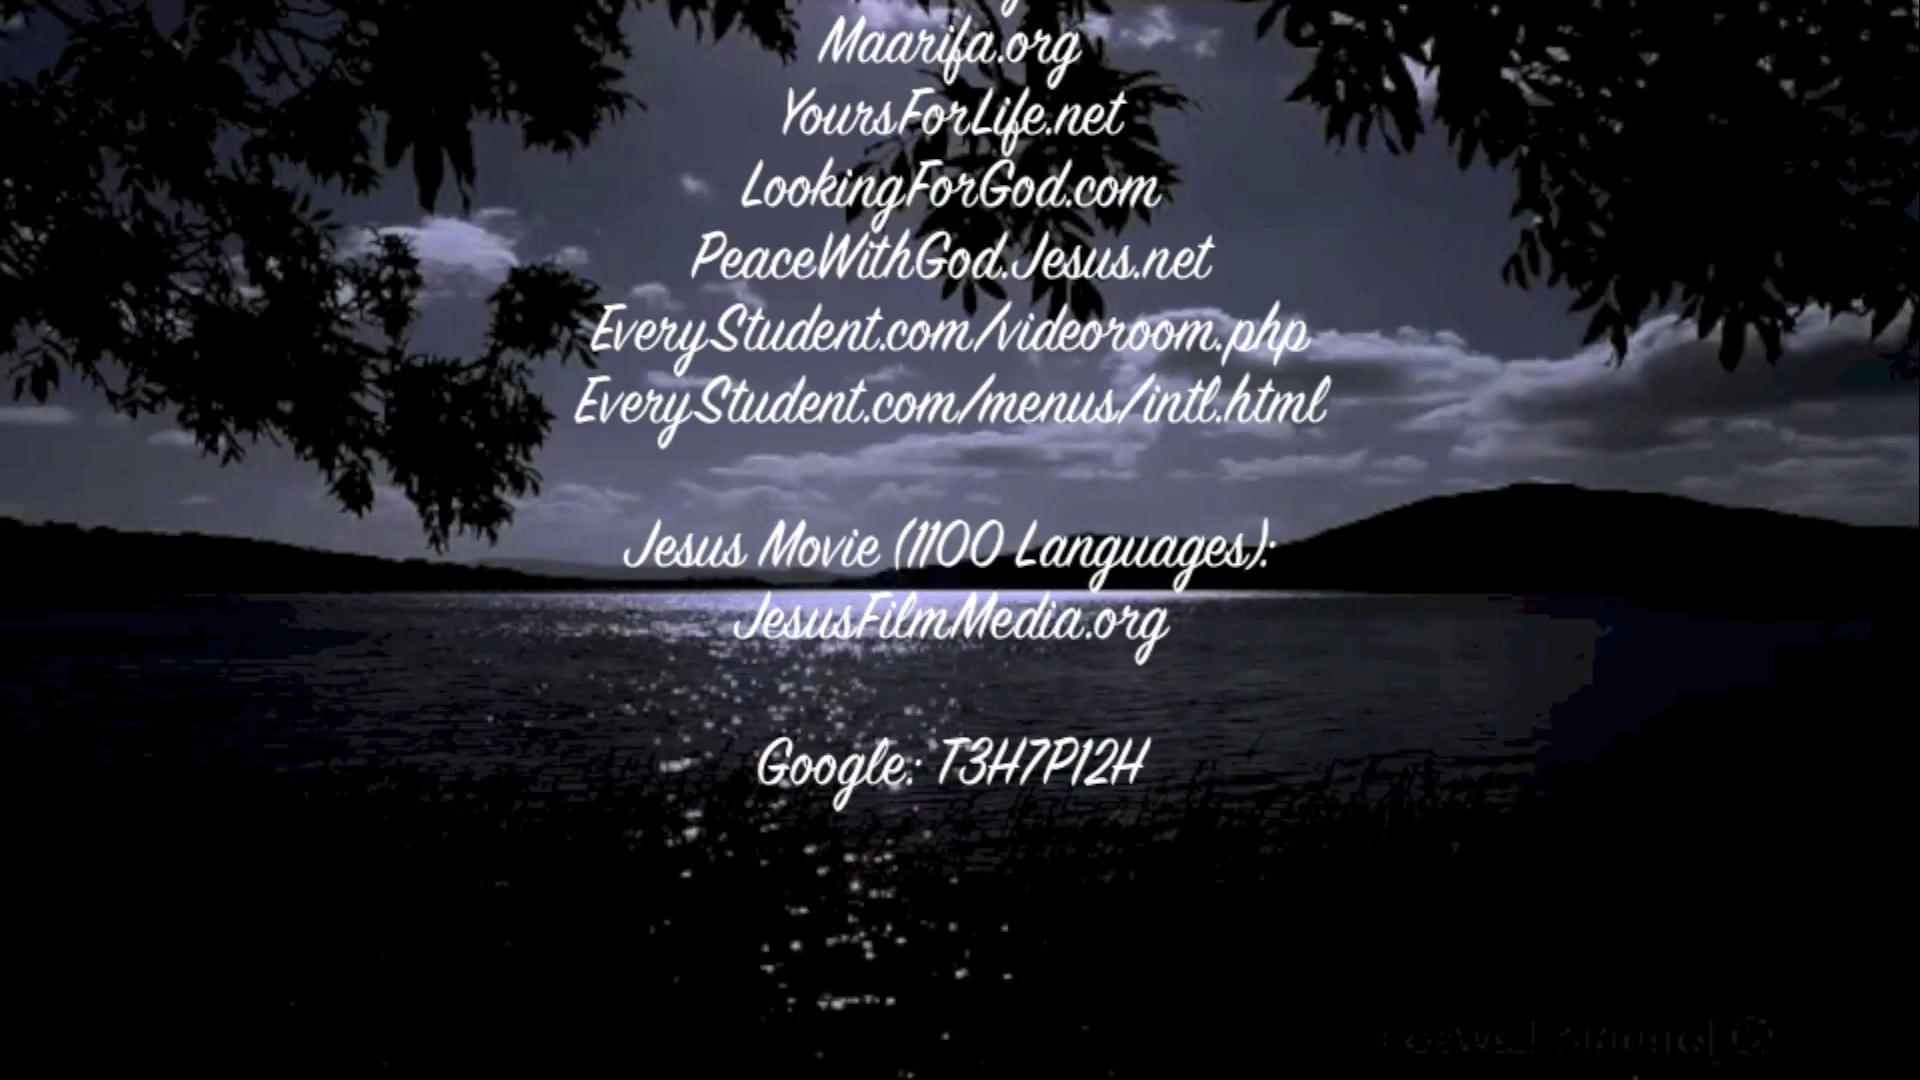 Maarifa.org
YoursForLife.net
LookingForGod.com
PeaceWithGod.Jesus.net
EveryStudent.com/videoroom.php
EveryStudent.com/menus/intl.html
Jesus Movie (1100 Languages):
JesusFilmMedia.org
Google: T3H7P12H